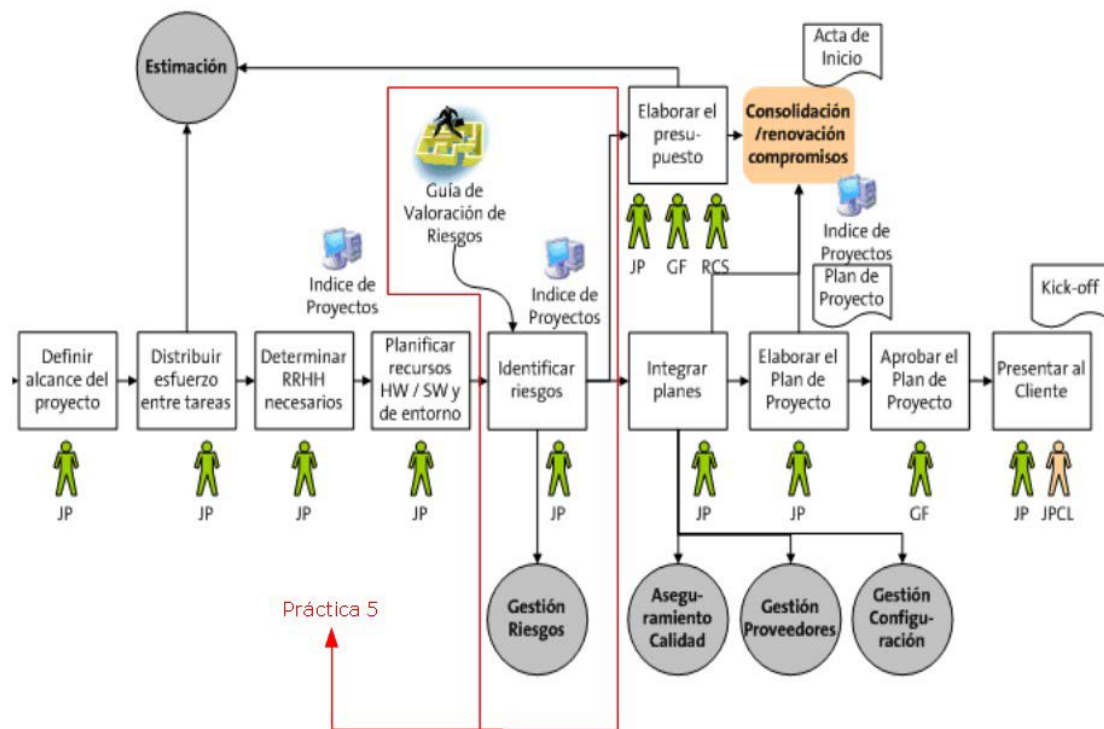 Acta de
Inicio
Estimación
Elaborar el
presu-
puesto
Consolidación
/renovación
compromisos
Guía de
Valoración de
Riesgos
JP
GF
RCS
Indice de
Proyectos
Indice de
Proyectos
Indice de
Proyectos
Plan de
Proyecto
Kick-off
Definir
alcance del
proyecto
Distribuir
esfuerzo
entre tareas
Determinar
RRHH
necesarios
Planificar
recursos
HW / SW y
de entorno
Identificar
riesgos
Integrar
planes
Elaborar el
Plan de
Proyecto
Aprobar el
Plan de
Proyecto
Presentar al
Cliente
JP
JP
JP
JP
JP
JP
JP
GF
JP
JPCL
Práctica 5
Gestión
Riesgos
Asegu-
ramiento
Calidad
Gestión
Proveedores
Gestión
Configu-
ración